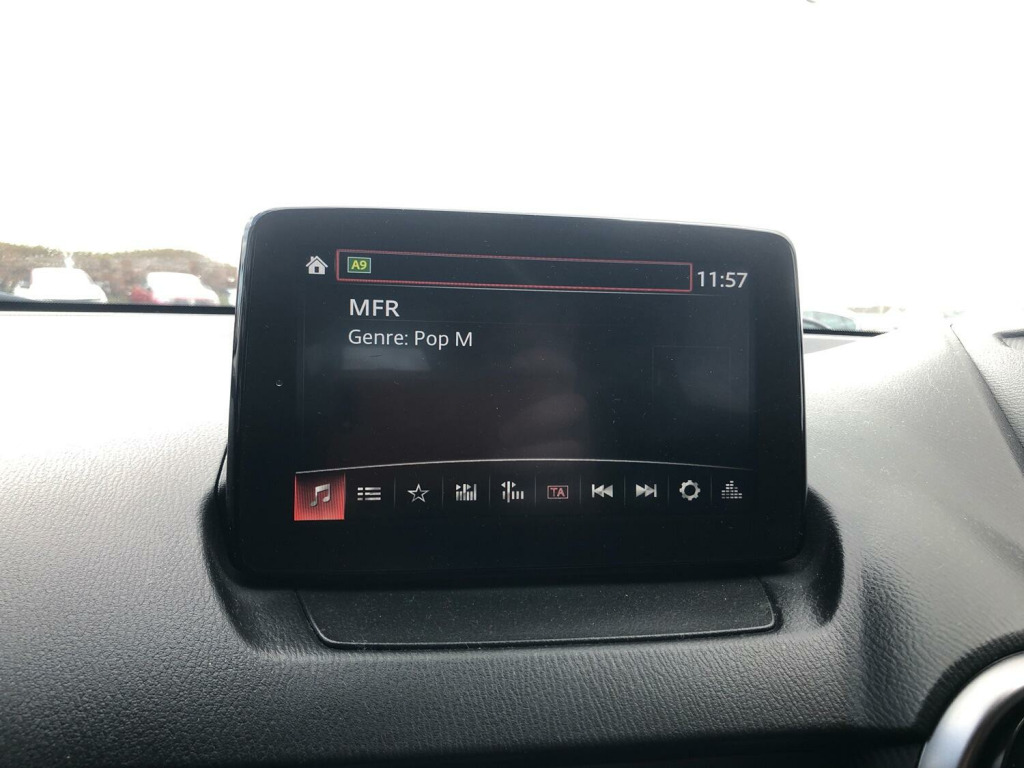 A9
11:57
MFR
Genre: Pop M
TA